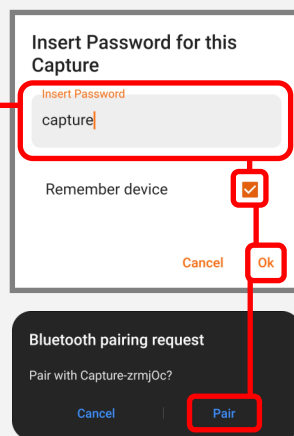 Insert Password for this
Capture
Insert Password
capture
Remember device
Cancel Ok
Bluetooth pairing request
Pair with Capture-zrmjOc?
Cancel Pair